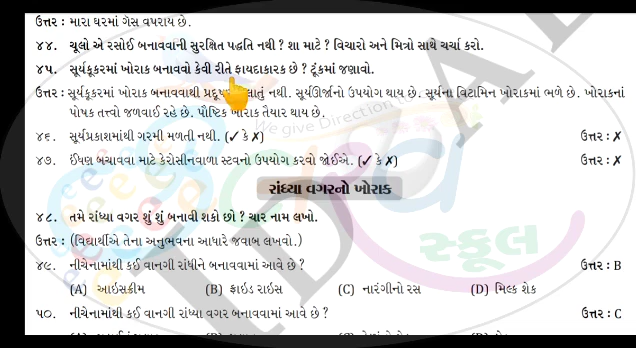 ઉત્તર : મારા ઘરમાં ગેસ વપરાય છે.
૪૪. ચૂલો એ રસોઈ બનાવવાની સુરક્ષિત પદ્ધતિ નથી ? શા માટે ? વિચારો અને મિત્રો સાથે ચર્ચા કરો.
૪૫. સૂર્યકૂકરમાં ખોરાક બનાવવો કેવી રીતે ફાયદાકારક છે ? ટૂંકમાં જણાવો.
ઉત્તર : સૂર્યકૂકરમાં ખોરાક બનાવવાથી નથી. સૂર્યઊર્જાનો ઉપયોગ થાય છે. સૂર્યના વિટામિન ખોરાકમાં ભળે છે. ખોરાકનાં
પોષક તત્ત્વો જળવાઈ રહે છે. પૌષ્ટિક ખોરાક તૈયાર થાય છે.
We give Direction
૪૬. સૂર્યપ્રકાશમાંથી ગરમી મળતી નથી. (✓ કે ✗) ઉત્તર : ✗
૪૭. ઈંધણ બચાવવા માટે કેરોસીનવાળા સ્ટવનો ઉપયોગ કરવો જોઈએ. (✓ કે ✗) ઉત્તર : ✗
રાંધ્યા વગરનો ખોરાક
૪૮. તમે રાંધ્યા વગર શું શું બનાવી શકો છો ? ચાર નામ લખો.
ઉત્તર : (વિદ્યાર્થીએ તેના અનુભવના આધારે જવાબ લખવો.)
સ્કૂલ
૪૯. નીચેનામાંથી કઈ વાનગી રાંધીને બનાવવામાં આવે છે ? ઉત્તર : B
(A) આઇસક્રીમ (B) ફ્રાઇડ રાઇસ (C) નારંગીનો રસ (D) મિલ્ક શેક
૫૦. નીચેનામાંથી કઈ વાનગી રાંધ્યા વગર બનાવવામાં આવે છે ? ઉત્તર : C